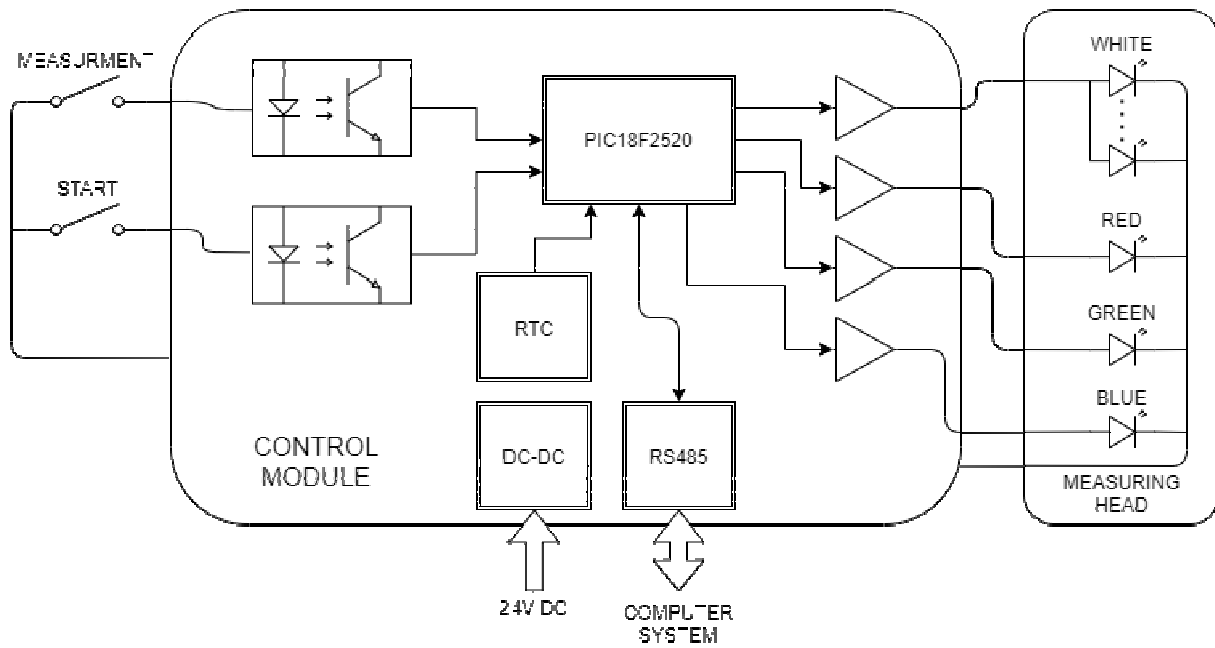 MEASURMENT
WHITE
PIC18F2520
START
RED
RTC
GREEN
BLUE
CONTROL
MODULE
DC-DC
RS485
MEASURING
HEAD
24V DC
COMPUTER
SYSTEM